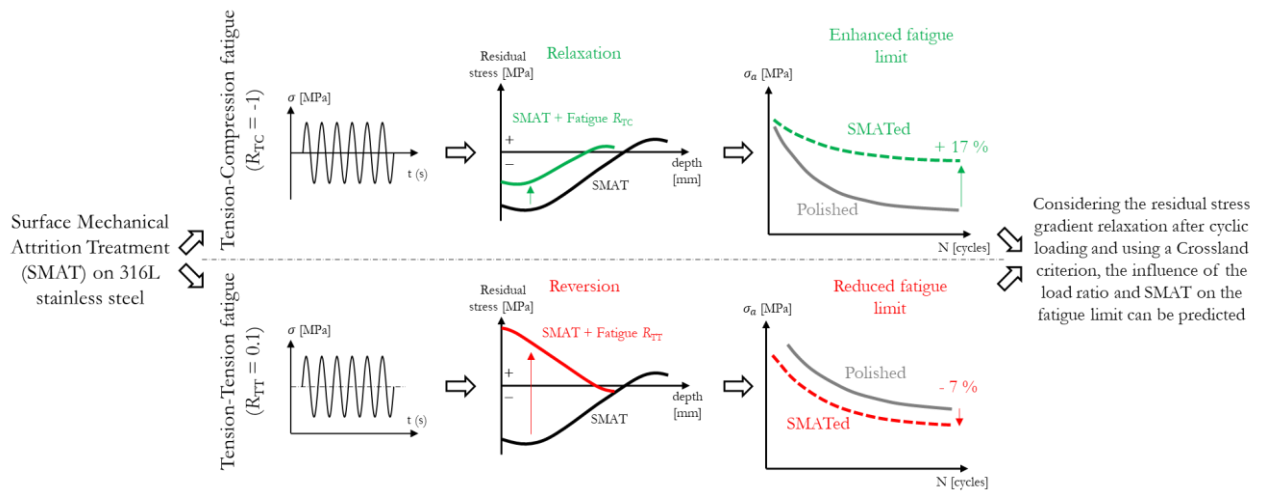 Surface Mechanical
Attrition Treatment
(SMAT) on 316L
stainless steel
Tension-Compression fatigue
(R_TC = -1)
σ [MPa]
t (s)
Relaxation
Residual
stress [MPa]
SMAT + Fatigue R_TC
+
−
depth
[mm]
SMAT
Enhanced fatigue
limit
σ_a [MPa]
SMATed
+ 17 %
Polished
N [cycles]
Tension-Tension fatigue
(R_TT = 0.1)
σ [MPa]
t (s)
Reversion
Residual
stress [MPa]
SMAT + Fatigue R_TT
+
−
depth
[mm]
SMAT
Reduced fatigue
limit
σ_a [MPa]
Polished
- 7 %
SMATed
N [cycles]
Considering the residual stress
gradient relaxation after cyclic
loading and using a Crossland
criterion, the influence of the
load ratio and SMAT on the
fatigue limit can be predicted